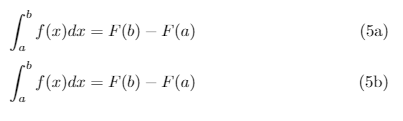 ∫_a^b f(x)dx = F(b) − F(a) (5a)
∫_a^b f(x)dx = F(b) − F(a) (5b)